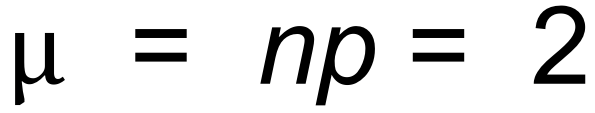 μ = np = 2